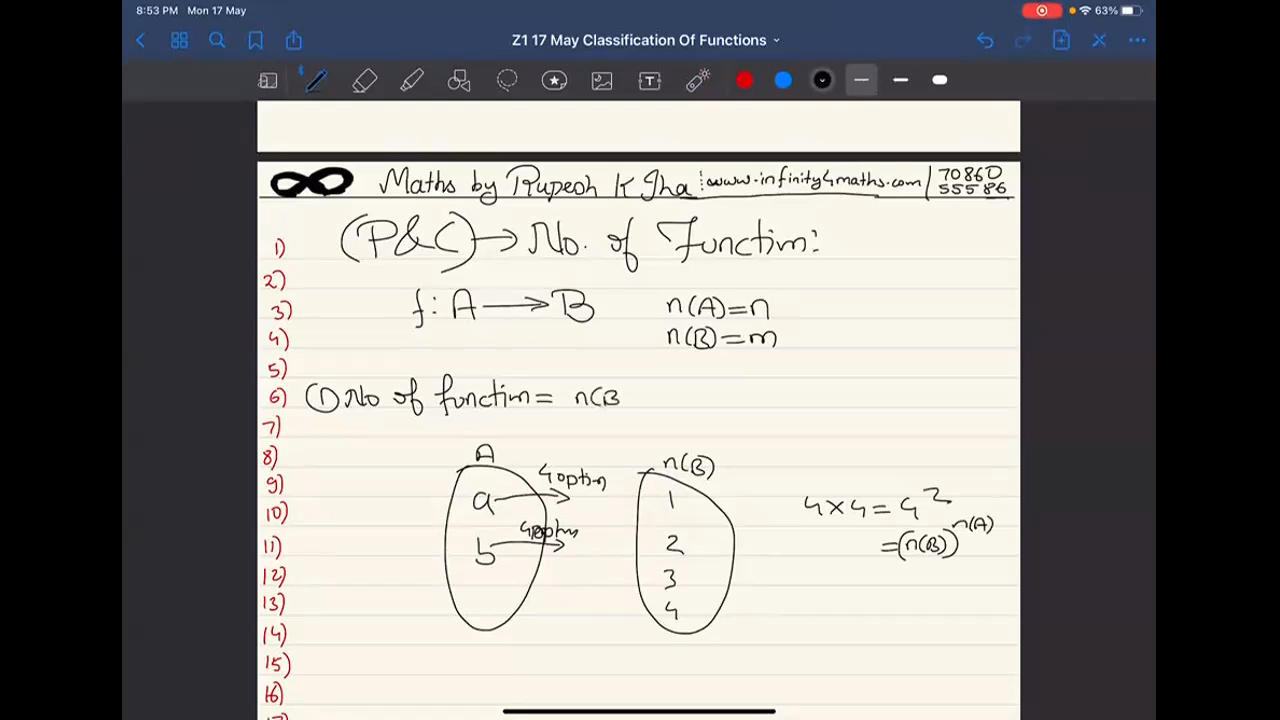 8:53 PM Mon 17 May
63%
Z1 17 May Classification Of Functions
∞ Maths by Rupesh K Jha www.infinity4maths.com 70860 55586
1) (P&C) → No. of Function:
2)
3) f: A → B n(A)=n
4) n(B)=m
5)
6) ① No of function = n(B
7)
8) A n(B)
9) a 4 option 1
10) 4×4=4²
11) b 4 option 2 =(n(B))^n(A)
12) 3
13) 4
14)
15)
16)